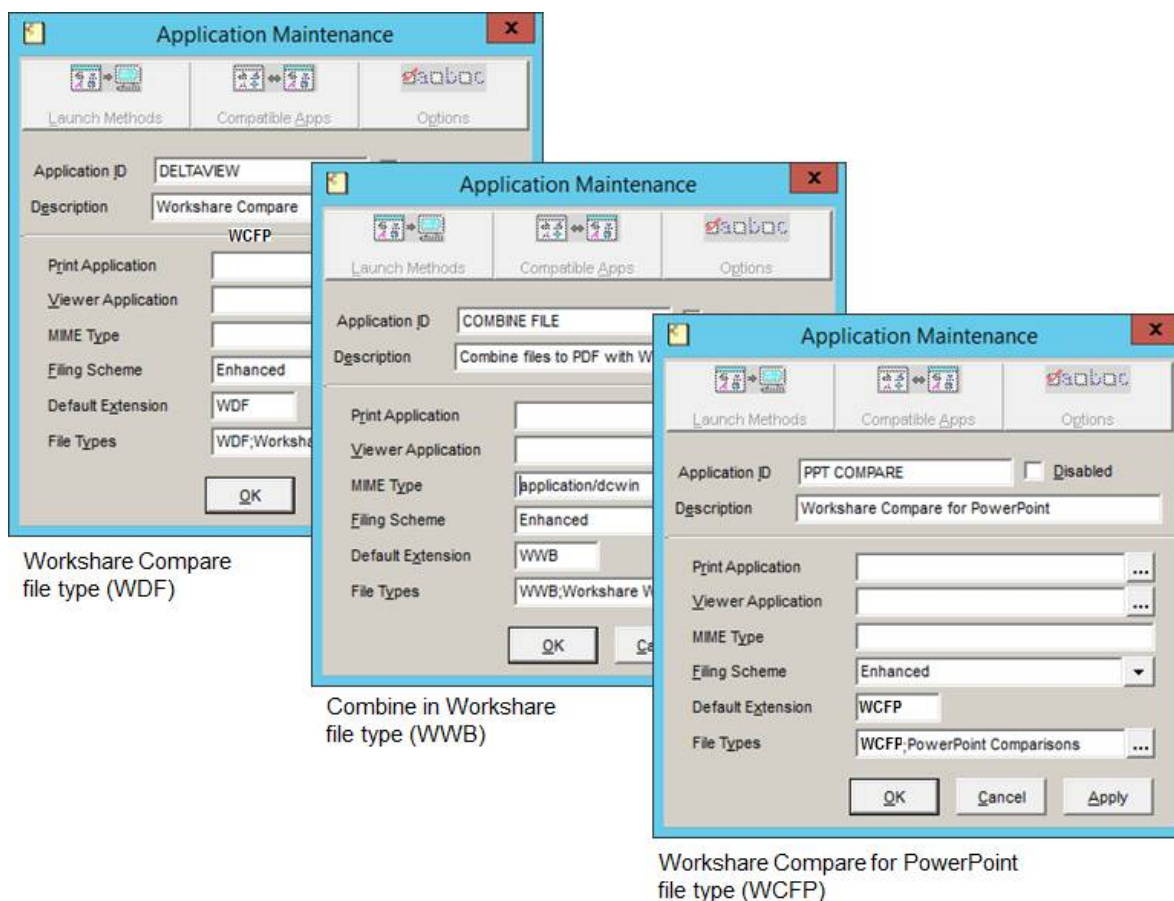 Application Maintenance
x
Launch Methods
Compatible Apps
Options
Application ID DELTAVIEW
Description Workshare Compare
WCFP
Print Application
Viewer Application
MIME Type
Filing Scheme Enhanced
Default Extension WDF
File Types WDF;Worksha
OK
Workshare Compare
file type (WDF)
Application Maintenance
x
Launch Methods
Compatible Apps
Options
Application ID COMBINE FILE
Description Combine files to PDF with W
Print Application
Viewer Application
MIME Type application/dcwin
Filing Scheme Enhanced
Default Extension WWB
File Types WWB;Workshare W
OK Ca
Combine in Workshare
file type (WWB)
Application Maintenance
x
Launch Methods
Compatible Apps
Options
Application ID PPT COMPARE Disabled
Description Workshare Compare for PowerPoint
Print Application ...
Viewer Application ...
MIME Type
Filing Scheme Enhanced
Default Extension WCFP
File Types WCFP;PowerPoint Comparisons ...
OK Cancel Apply
Workshare Compare for PowerPoint
file type (WCFP)